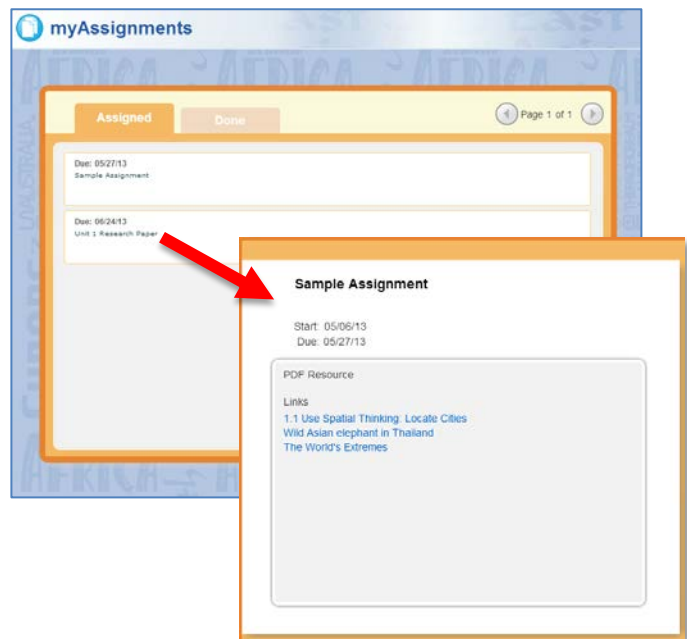 myAssignments
Assigned
Done
Page 1 of 1
Due: 05/27/13
Sample Assignment
Due: 06/24/13
Unit 1 Research Paper
Sample Assignment
Start: 05/06/13
Due: 05/27/13
PDF Resource
Links
1.1 Use Spatial Thinking: Locate Cities
Wild Asian elephant in Thailand
The World's Extremes